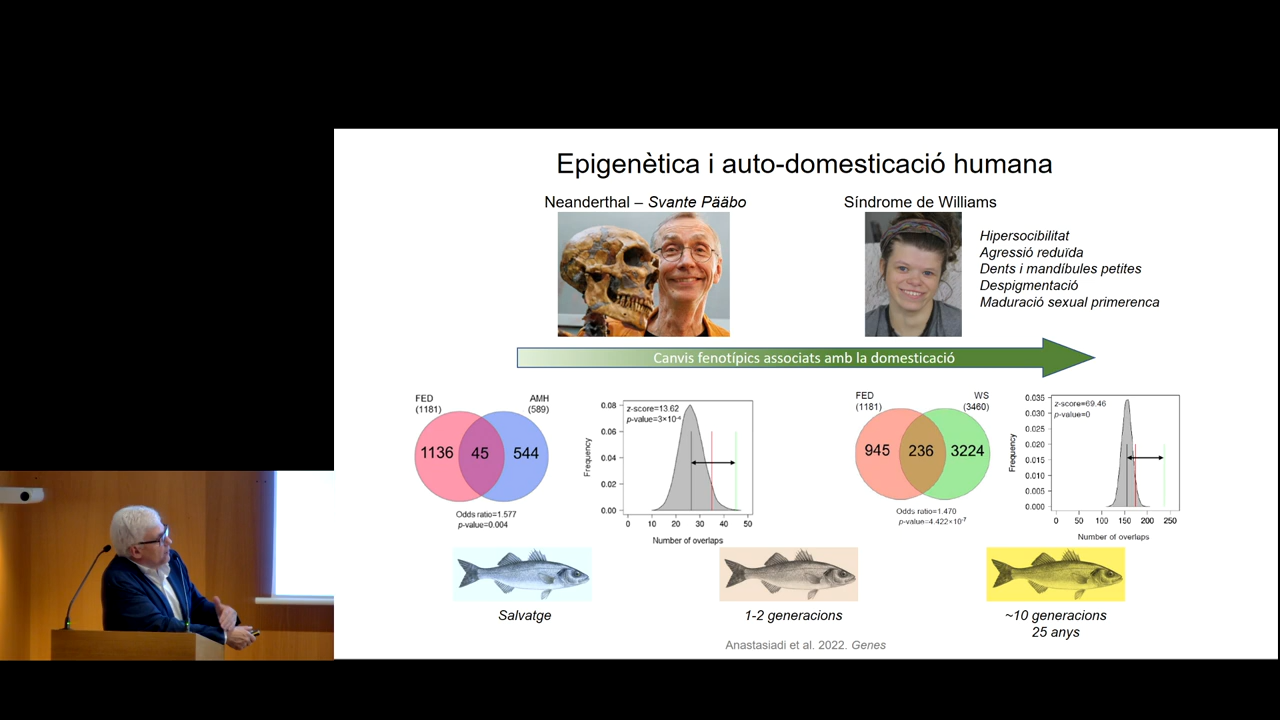 Epigenètica i auto-domesticació humana
Neanderthal – Svante Pääbo
Síndrome de Williams
Hipersocibilitat
Agressió reduïda
Dents i mandíbules petites
Despigmentació
Maduració sexual primerenca
Canvis fenotípics associats amb la domesticació
FED
(1181)
AMH
(589)
1136
45
544
Odds ratio=1.577
p-value=0.004
z-score=13.62
p-value=3×10⁻⁴
Frequency
0.08
0.06
0.04
0.02
0.00
0 10 20 30 40 50
Number of overlaps
FED
(1181)
WS
(3460)
945
236
3224
Odds ratio=1.470
p-value=4.422×10⁻⁷
z-score=69.46
p-value=0
Frequency
0.035
0.030
0.025
0.020
0.015
0.010
0.005
0.000
0 50 100 150 200 250
Number of overlaps
Salvatge
1-2 generacions
~10 generacions
25 anys
Anastasiadi et al. 2022. Genes